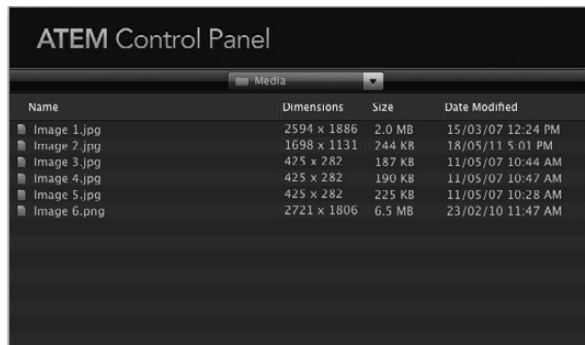 ATEM Control Panel
Media
Name Dimensions Size Date Modified
Image 1.jpg 2594 x 1886 2.0 MB 15/03/07 12:24 PM
Image 2.jpg 1698 x 1131 244 KB 18/05/11 5:01 PM
Image 3.jpg 425 x 282 187 KB 11/05/07 10:44 AM
Image 4.jpg 425 x 282 190 KB 11/05/07 10:47 AM
Image 5.jpg 425 x 282 225 KB 11/05/07 10:28 AM
Image 6.png 2721 x 1806 6.5 MB 23/02/10 11:47 AM